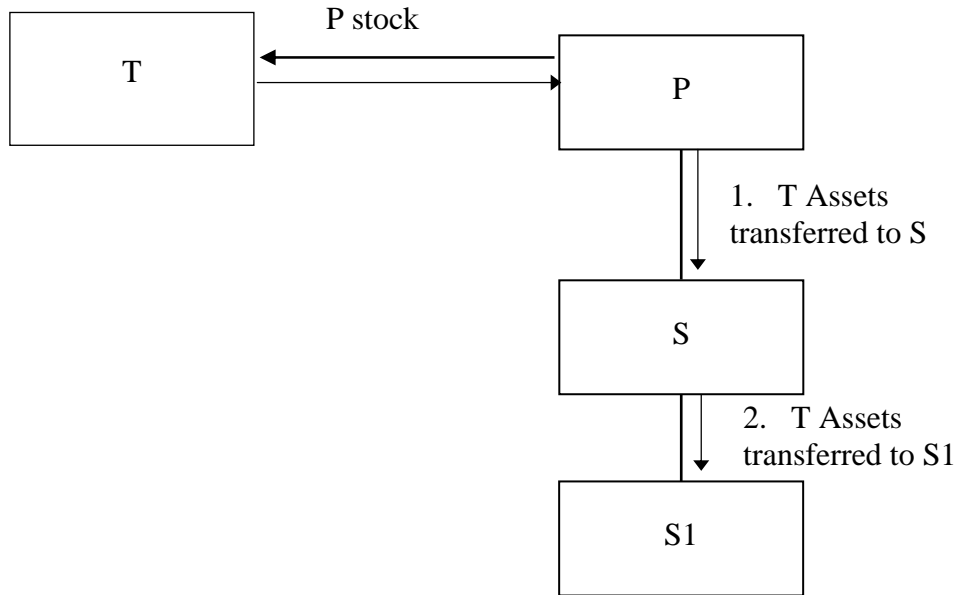 P stock
T
P
1. T Assets
transferred to S
S
2. T Assets
transferred to S1
S1